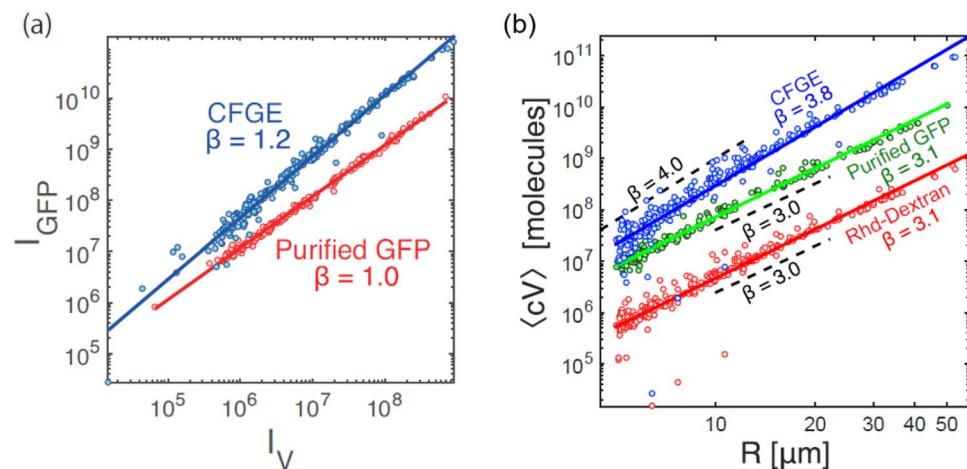 (a)
I_GFP
10^10
10^9
10^8
10^7
10^6
10^5
CFGE
β = 1.2
Purified GFP
β = 1.0
10^5
10^6
10^7
10^8
I_V
(b)
⟨cV⟩ [molecules]
10^11
10^10
10^9
10^8
10^7
10^6
10^5
CFGE
β = 3.8
β = 4.0
Purified GFP
β = 3.1
β = 3.0
Rhd-Dextran
β = 3.1
β = 3.0
10
20
30
40
50
R [μm]